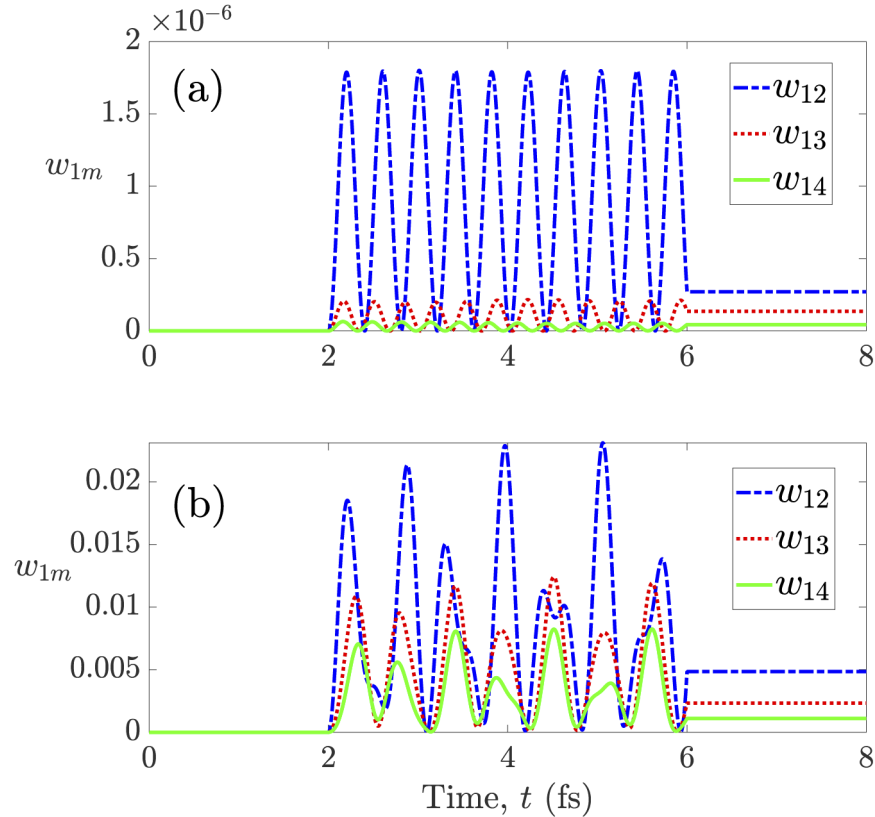 ×10⁻⁶
2
(a)
w₁₂
1.5
w₁₃
w₁ₘ
1
w₁₄
0.5
0
0 2 4 6 8
0.02
(b)
w₁₂
0.015
w₁₃
w₁ₘ
0.01
w₁₄
0.005
0
0 2 4 6 8
Time, t (fs)